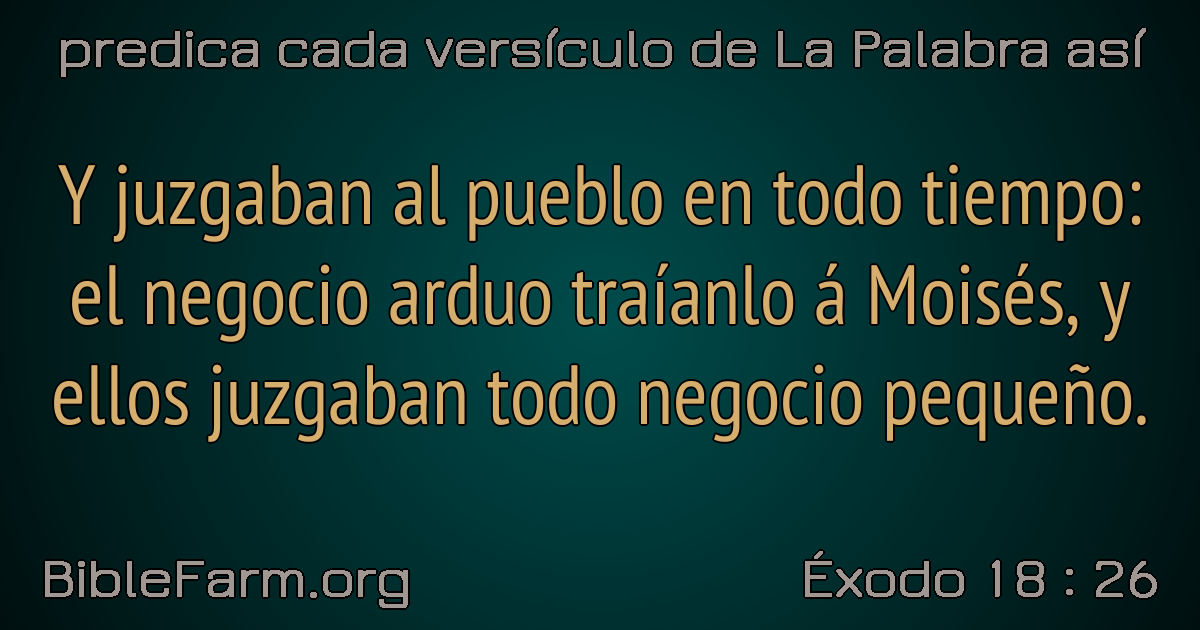 predica cada versículo de La Palabra así
Y juzgaban al pueblo en todo tiempo:
el negocio arduo traíanlo á Moisés, y
ellos juzgaban todo negocio pequeño.
BibleFarm.org
Éxodo 18 : 26